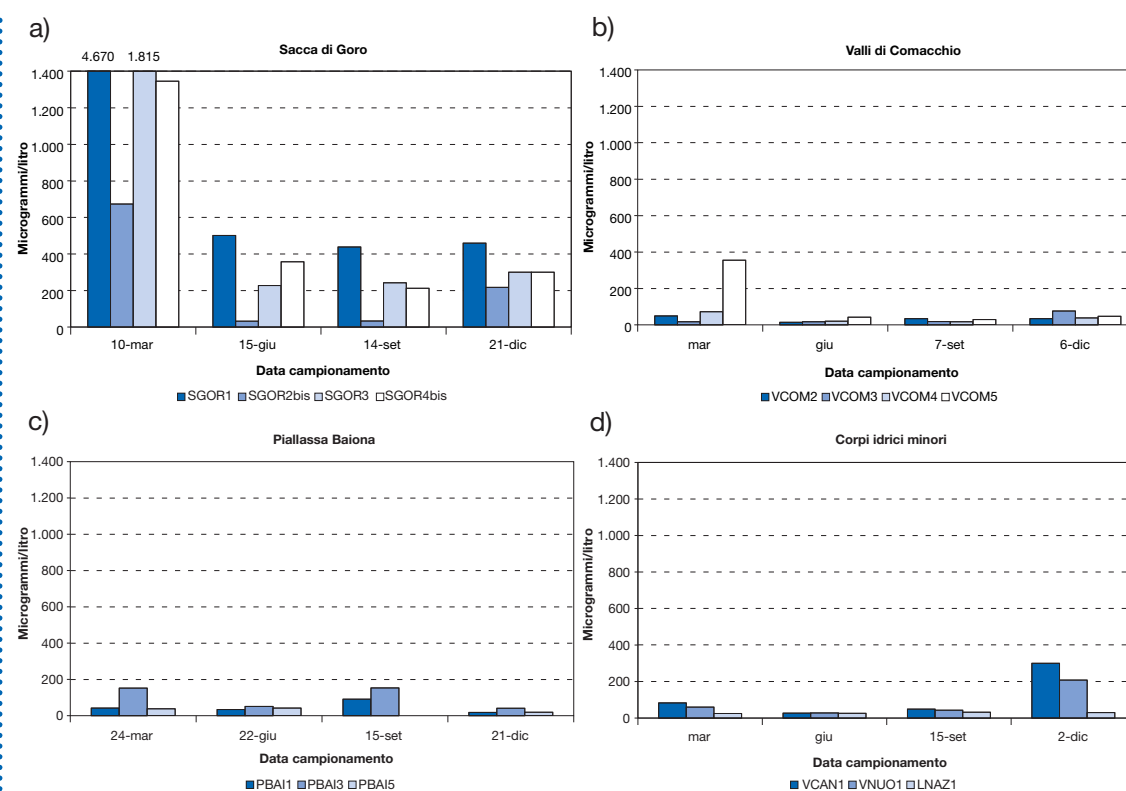 a)
Sacca di Goro
4.670 1.815
1.400
1.200
1.000
800
600
400
200
0
Microgrammi/litro
10-mar 15-giu 14-set 21-dic
Data campionamento
SGOR1 SGOR2bis SGOR3 SGOR4bis
b)
Valli di Comacchio
1.400
1.200
1.000
800
600
400
200
0
Microgrammi/litro
mar giu 7-set 6-dic
Data campionamento
VCOM2 VCOM3 VCOM4 VCOM5
c)
Piallassa Baiona
1.400
1.200
1.000
800
600
400
200
0
Microgrammi/litro
24-mar 22-giu 15-set 21-dic
Data campionamento
PBAI1 PBAI3 PBAI5
d)
Corpi idrici minori
1.400
1.200
1.000
800
600
400
200
0
Microgrammi/litro
mar giu 15-set 2-dic
Data campionamento
VCAN1 VNUO1 LNAZ1